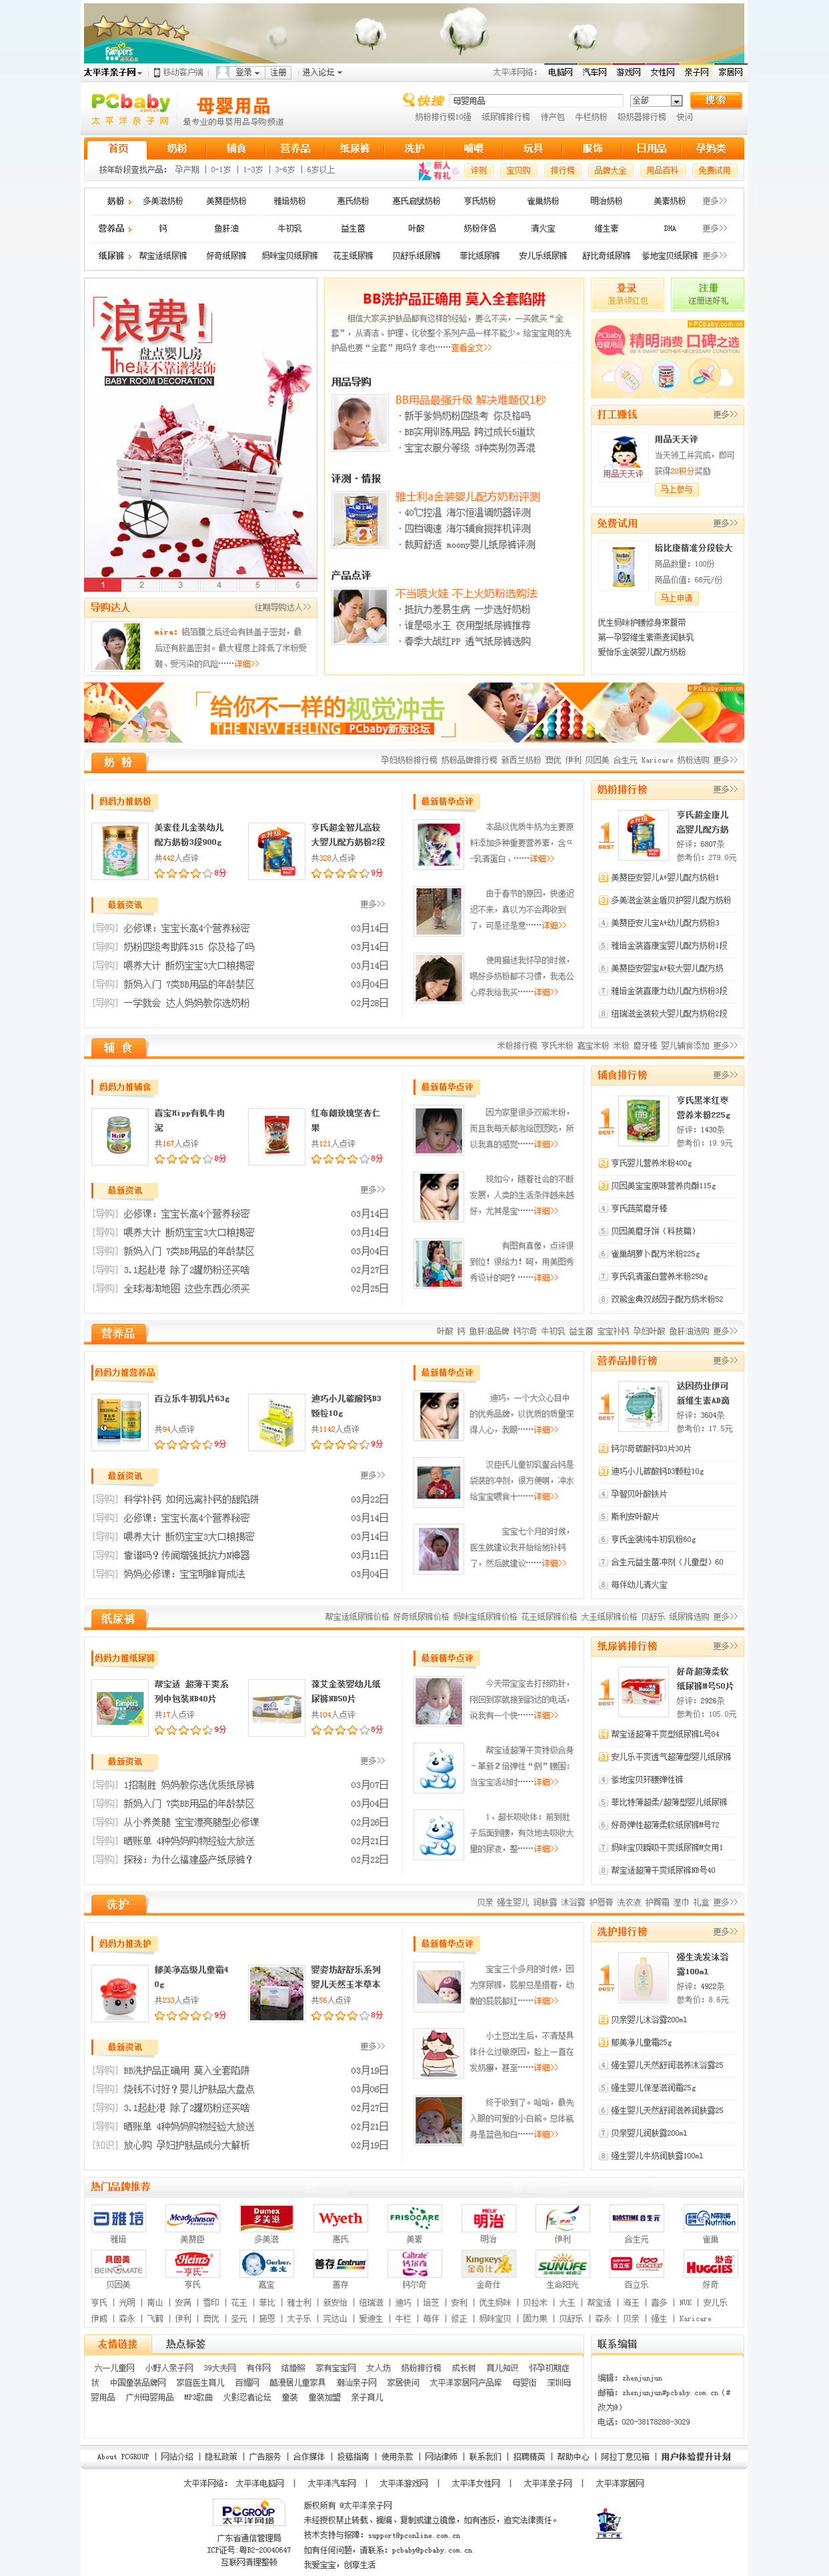 太平洋亲子网
移动客户端
登录
注册
进入论坛
太平洋网络: 电脑网 汽车网 游戏网 女性网 亲子网 家居网
PCbaby
太平洋亲子网
母婴用品
最专业的母婴用品导购频道
快搜
母婴用品
全部
搜索
奶粉排行榜10强 纸尿裤排行榜 待产包 牛栏奶粉 吸奶器排行榜 快问
首页 奶粉 辅食 营养品 纸尿裤 洗护 哺喂 玩具 服饰 日用品 孕妈类
按年龄段查找产品: 孕产期 | 0-1岁 | 1-3岁 | 3-6岁 | 6岁以上
新人有礼 评测 宝贝购 排行榜 品牌大全 用品百科 免费试用
奶粉 多美滋奶粉 美赞臣奶粉 雅培奶粉 惠氏奶粉 惠氏启赋奶粉 亨氏奶粉 雀巢奶粉 明治奶粉 美素奶粉 更多>>
营养品 钙 鱼肝油 牛初乳 益生菌 叶酸 奶粉伴侣 清火宝 维生素 DHA 更多>>
纸尿裤 帮宝适纸尿裤 好奇纸尿裤 妈咪宝贝纸尿裤 花王纸尿裤 贝舒乐纸尿裤 菲比纸尿裤 安儿乐纸尿裤 舒比奇纸尿裤 爹地宝贝纸尿裤 更多>>
浪费!
盘点婴儿房
The最不靠谱装饰
BABY ROOM DECORATORY
1 2 3 4 5 6
导购达人
往期导购达人>>
mira: 铝箔膜之后还会有铁盖子密封，最后还有胶盖密封。最大程度上降低了米粉受潮、受污染的风险……详细>>
BB洗护品正确用 莫入全套陷阱
相信大家买护肤品都有这样的经验，要么不买，一买就买“全套”，从清洁、护理、化妆整个系列产品一样不能少。给宝宝用的洗护品也要“全套”用吗？非也……查看全文>>
用品导购
BB用品最强升级 解决难题仅1秒
·新手爹妈奶粉四级考 你及格吗
·BB实用训练用品 跨过成长5道坎
·宝宝衣服分等级 3种类别勿弄混
评测·情报
雅士利a金装婴儿配方奶粉评测
·40℃控温 海尔恒温调奶器评测
·四档调速 海尔辅食搅拌机评测
·裁剪舒适 moony婴儿纸尿裤评测
产品点评
不当喷火娃 不上火奶粉选购法
·抵抗力差易生病 一步选好奶粉
·谁是吸水王 夜用型纸尿裤推荐
·春季大战红PP 透气纸尿裤选购
登录
登录领红包
注册
注册送好礼
PCbaby.com.cn
PCbaby 母婴用品
精明消费 口碑之选
BE A SMART MOTHER NECESSARY CONDITION
打工赚钱 更多>>
用品天天评
用品天天评
当天领工并完成，即可获得20积分奖励
马上参与
免费试用 更多>>
培比康精准分段较大
商品数量: 100份
商品价值: 68元/份
马上申请
优生妈咪护腰修身束腹带
第一孕婴维生素燕麦润肤乳
爱怡乐金装婴儿配方奶粉
给你不一样的视觉冲击
THE NEW FEELING PCbaby新版论坛
PCbaby.com.cn
奶 粉
孕妇奶粉排行榜 奶粉品牌排行榜 新西兰奶粉 澳优 伊利 贝因美 合生元 Karicare 奶粉选购 更多>>
妈妈力推奶粉
美素佳儿金装幼儿配方奶粉3段900g
共442人点评
8分
亨氏超金智儿高较大婴儿配方奶粉2段
共328人点评
9分
最新资讯 更多>>
[导购] 必修课: 宝宝长高4个营养秘密 03月14日
[导购] 奶粉四级考助阵315 你及格了吗 03月14日
[导购] 喂养大计 断奶宝宝3大口粮揭密 03月14日
[导购] 新妈入门 7类BB用品的年龄禁区 03月04日
[导购] 一学就会 达人妈妈教你选奶粉 02月28日
最新精华点评
本品以优质牛奶为主要原料添加多种重要营养素，含α-乳清蛋白、……详细>>
由于春节的原因，快递迟迟不来，真以为不会再收到了，可是还是意……详细>>
使用描述我怀孕的时候，喝好多奶粉都不习惯，我老公心疼我给我买……详细>>
奶粉排行榜 更多>>
1 BEST
亨氏超金康儿高婴儿配方奶
好评: 6807条
参考价: 279.0元
2 美赞臣安婴儿A+婴儿配方奶粉1
3 多美滋金装金盾贝护婴儿配方奶粉
4 美赞臣安儿宝A+幼儿配方奶粉3
5 雅培金装喜康宝婴儿配方奶粉1段
6 美赞臣安婴宝A+较大婴儿配方奶
7 雅培金装喜康力幼儿配方奶粉3段
8 纽瑞滋金装较大婴儿配方奶粉2段
辅 食
米粉排行榜 亨氏米粉 嘉宝米粉 米粉 磨牙棒 婴儿辅食添加 更多>>
妈妈力推辅食
喜宝Hipp有机牛肉泥
共167人点评
8分
红布朗玫瑰坚杏仁果
共121人点评
8分
最新资讯 更多>>
[导购] 必修课: 宝宝长高4个营养秘密 03月14日
[导购] 喂养大计 断奶宝宝3大口粮揭密 03月14日
[导购] 新妈入门 7类BB用品的年龄禁区 03月04日
[导购] 3.1起赴港 除了2罐奶粉还买啥 02月27日
[导购] 全球海淘地图 这些东西必须买 02月25日
最新精华点评
因为家里很多双熊米粉，而且我每天都泡给团团吃，所以我真的感觉……详细>>
现如今，随着社会的不断发展，人类的生活条件越来越好，尤其是宝……详细>>
有图有真像，点评很到位! 很给力! 呵，用美图秀秀设计的吧? ……详细>>
辅食排行榜 更多>>
1 BEST
亨氏黑米红枣营养米粉225g
好评: 1430条
参考价: 19.9元
2 亨氏婴儿营养米粉400g
3 贝因美宝宝原味营养肉酥115g
4 亨氏蔬菜磨牙棒
5 贝因美磨牙饼（科技篇）
6 雀巢胡萝卜配方米粉225g
7 亨氏乳清蛋白营养米粉250g
8 双熊金典双歧因子配方奶米粉52
营养品
叶酸 钙 鱼肝油品牌 钙尔奇 牛初乳 益生菌 宝宝补钙 孕妇叶酸 鱼肝油选购 更多>>
妈妈力推营养品
百立乐牛初乳片63g
共94人点评
9分
迪巧小儿碳酸钙D3颗粒10g
共1142人点评
9分
最新资讯 更多>>
[导购] 科学补钙 如何远离补钙的甜陷阱 03月22日
[导购] 必修课: 宝宝长高4个营养秘密 03月14日
[导购] 喂养大计 断奶宝宝3大口粮揭密 03月14日
[导购] 靠谱吗? 传闻增强抵抗力N神器 03月11日
[导购] 妈妈必修课: 宝宝明眸育成法 03月04日
最新精华点评
迪巧，一个大众心目中的优秀品牌，以优质的质量深得人心，我眼……详细>>
汉臣氏儿童初乳螯合钙是袋装的冲剂，很方便啊，冲水给宝宝喂食十……详细>>
宝宝七个月的时候，医生就建议我开始给她补钙了，然后就建议……详细>>
营养品排行榜 更多>>
1 BEST
达因药业伊可新维生素AD滴
好评: 3604条
参考价: 17.5元
2 钙尔奇碳酸钙D3片30片
3 迪巧小儿碳酸钙D3颗粒10g
4 孕智贝叶酸铁片
5 斯利安叶酸片
6 亨氏金装纯牛初乳粉60g
7 合生元益生菌冲剂（儿童型）60
8 每伴幼儿清火宝
纸尿裤
帮宝适纸尿裤价格 好奇纸尿裤价格 妈咪宝纸尿裤价格 花王纸尿裤价格 大王纸尿裤价格 贝舒乐 纸尿裤选购 更多>>
妈妈力推纸尿裤
帮宝适 超薄干爽系列中包装NB40片
共17人点评
9分
葆艾金装婴幼儿纸尿裤NB50片
共104人点评
8分
最新资讯 更多>>
[导购] 1招制胜 妈妈教你选优质纸尿裤 03月07日
[导购] 新妈入门 7类BB用品的年龄禁区 03月04日
[导购] 从小养美腿 宝宝漂亮腿型必修课 02月26日
[导购] 晒账单 4种妈妈购物经验大放送 02月21日
[导购] 探秘: 为什么福建盛产纸尿裤? 02月22日
最新精华点评
今天带宝宝去打预防针，刚回到家就接到韵达的电话，说我有一个快……详细>>
帮宝适超薄干爽特级合身－革新２倍弹性“剑”腰围: 当宝宝活动时……详细>>
1、超长吸收体: 前到肚子后面到腰，有效地去吸收大量的尿液，整……详细>>
纸尿裤排行榜 更多>>
1 BEST
好奇超薄柔软纸尿裤M号50片
好评: 2926条
参考价: 105.0元
2 帮宝适超薄干爽型纸尿裤L号84
3 安儿乐干爽透气超薄型婴儿纸尿裤
4 爹地宝贝环腰弹性裤
5 菲比特薄超柔/超薄型婴儿纸尿裤
6 好奇弹性超薄柔软纸尿裤M号72
7 妈咪宝贝瞬吸干爽纸尿裤M女用1
8 帮宝适超薄干爽纸尿裤NB号40
洗护
贝亲 强生婴儿 润肤露 沐浴露 护唇膏 洗衣液 护臀霜 湿巾 礼盒 更多>>
妈妈力推洗护
郁美净高级儿童霜40g
共233人点评
9分
婴姿坊舒舒乐系列婴儿天然玉米草本
共56人点评
8分
最新资讯 更多>>
[导购] BB洗护品正确用 莫入全套陷阱 03月19日
[导购] 烧钱不讨好? 婴儿护肤品大盘点 03月06日
[导购] 3.1起赴港 除了2罐奶粉还买啥 02月27日
[导购] 晒账单 4种妈妈购物经验大放送 02月21日
[知识] 放心购 孕妇护肤品成分大解析 02月19日
最新精华点评
宝宝三个多月的时候，因为穿尿裤，屁股总是捂着，幼嫩的屁屁都红……详细>>
小土豆出生后，不清楚具体什么过敏原因，脸上一直在发奶癣，甚至……详细>>
终于收到了。哈哈，最先入眼的可爱的小白熊。总体瓶身是蓝色和白……详细>>
洗护排行榜 更多>>
1 BEST
强生洗发沐浴露100ml
好评: 4922条
参考价: 8.6元
2 贝亲婴儿沐浴露200ml
3 郁美净儿童霜25g
4 强生婴儿天然舒润滋养沐浴露25
5 强生婴儿保湿滋润霜25g
6 强生婴儿天然舒润滋养润肤露25
7 贝亲婴儿润肤露200ml
8 强生婴儿牛奶润肤露100ml
热门品牌推荐
雅培 美赞臣 多美滋 惠氏 美素 明治 伊利 合生元 雀巢
贝因美 亨氏 嘉宝 善存 钙尔奇 金奇仕 生命阳光 百立乐 好奇
亨氏 | 光明 | 南山 | 安满 | 雪印 | 花王 | 菲比 | 雅士利 | 新安怡 | 纽瑞滋 | 迪巧 | 培芝 | 安利 | 优生妈咪 | 贝拉米 | 大王 | 帮宝适 | 海王 | 喜多 | NUK | 安儿乐
伊威 | 森永 | 飞鹤 | 伊利 | 澳优 | 圣元 | 施恩 | 太子乐 | 完达山 | 爱迪生 | 牛栏 | 每伴 | 修正 | 妈咪宝贝 | 固力果 | 贝舒乐 | 森永 | 贝亲 | 强生 | Karicare
友情链接 热点标签
六一儿童网 小野人亲子网 39大夫网 有伴网 结婚照 家有宝宝网 女人坊 奶粉排行榜 成长树 育儿知识 怀孕初期症状 中国童装品牌网 家庭医生育儿 百媚网 酷漫居儿童家具 潮汕亲子网 家居快问 太平洋家居网产品库 母婴街 深圳母婴用品 广州母婴用品 MP3歌曲 火影忍者论坛 童装 童装加盟 亲子育儿
联系编辑
编辑: zhenjunjun
邮箱: zhenjunjun#pcbaby.com.cn（#改为@）
电话: 020-38178288-3029
About PCGROUP | 网站介绍 | 隐私政策 | 广告服务 | 合作媒体 | 投稿指南 | 使用条款 | 网站律师 | 联系我们 | 招聘精英 | 帮助中心 | 阿拉丁意见箱 | 用户体验提升计划
太平洋网络: 太平洋电脑网 | 太平洋汽车网 | 太平洋游戏网 | 太平洋女性网 | 太平洋亲子网 | 太平洋家居网
PCGROUP
太平洋网络
广东省通信管理局
ICP证号:粤B2-20040647
互联网清理整顿
版权所有 @太平洋亲子网
未经授权禁止转载、摘编、复制或建立镜像，如有违反，追究法律责任。
技术支持与报障: support@pconline.com.cn
如有任何问题，请联系: pcbaby@pcbaby.com.cn
我爱宝宝，创享生活